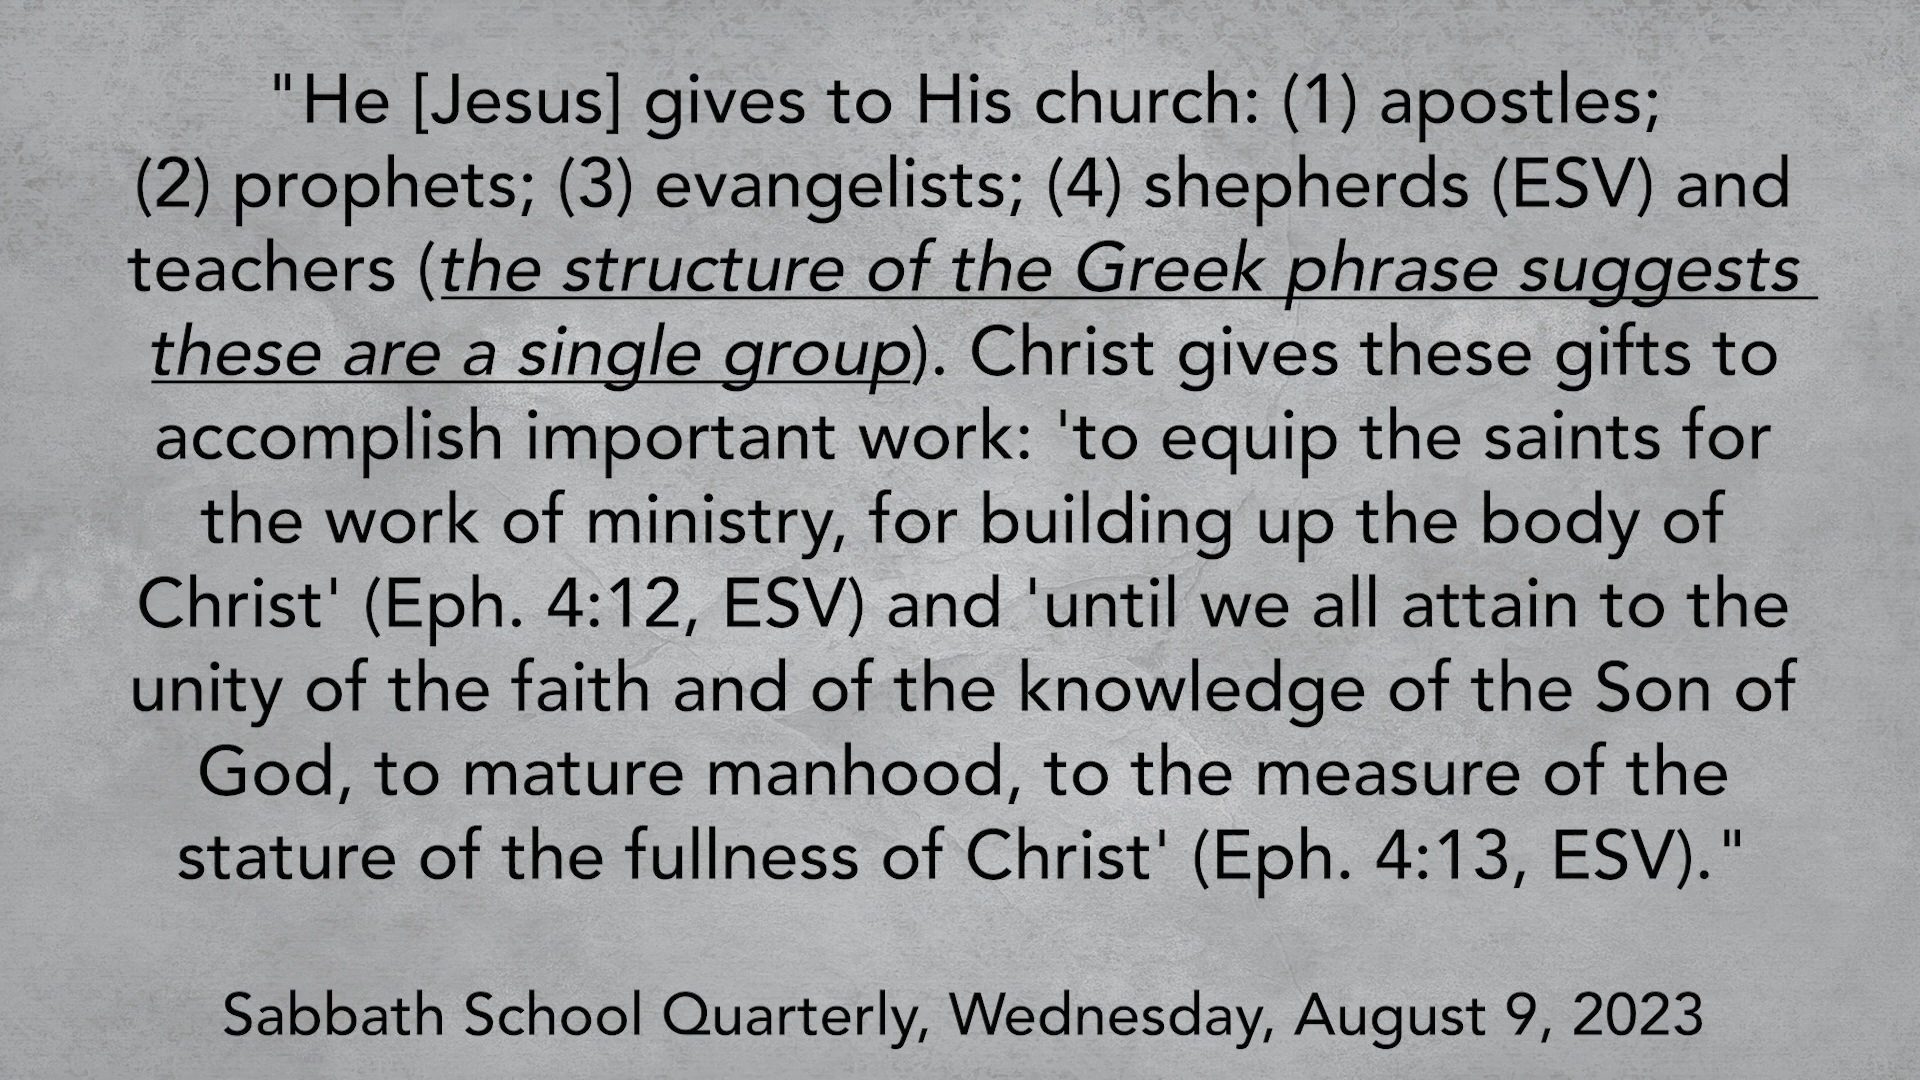 "He [Jesus] gives to His church: (1) apostles;
(2) prophets; (3) evangelists; (4) shepherds (ESV) and
teachers (the structure of the Greek phrase suggests
these are a single group). Christ gives these gifts to
accomplish important work: 'to equip the saints for
the work of ministry, for building up the body of
Christ' (Eph. 4:12, ESV) and 'until we all attain to the
unity of the faith and of the knowledge of the Son of
God, to mature manhood, to the measure of the
stature of the fullness of Christ' (Eph. 4:13, ESV)."
Sabbath School Quarterly, Wednesday, August 9, 2023